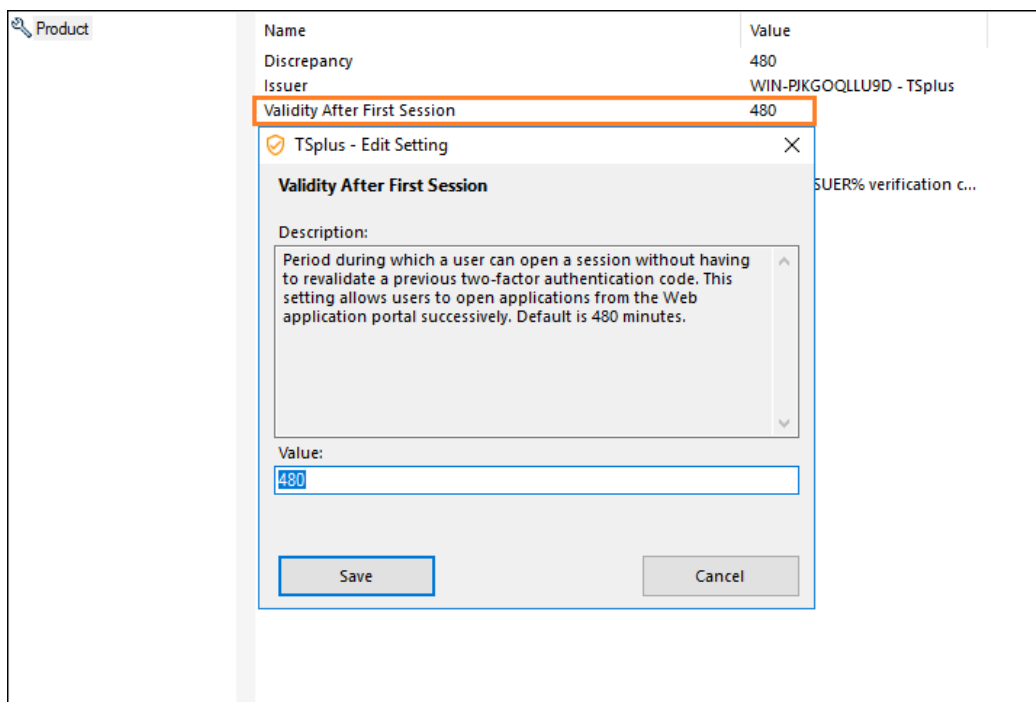 Product
Name Value
Discrepancy 480
Issuer WIN-PJKGOQLLU9D - TSplus
Validity After First Session 480
TSplus - Edit Setting
Validity After First Session
SUER% verification c...
Description:
Period during which a user can open a session without having
to revalidate a previous two-factor authentication code. This
setting allows users to open applications from the Web
application portal successively. Default is 480 minutes.
Value:
480
Save Cancel